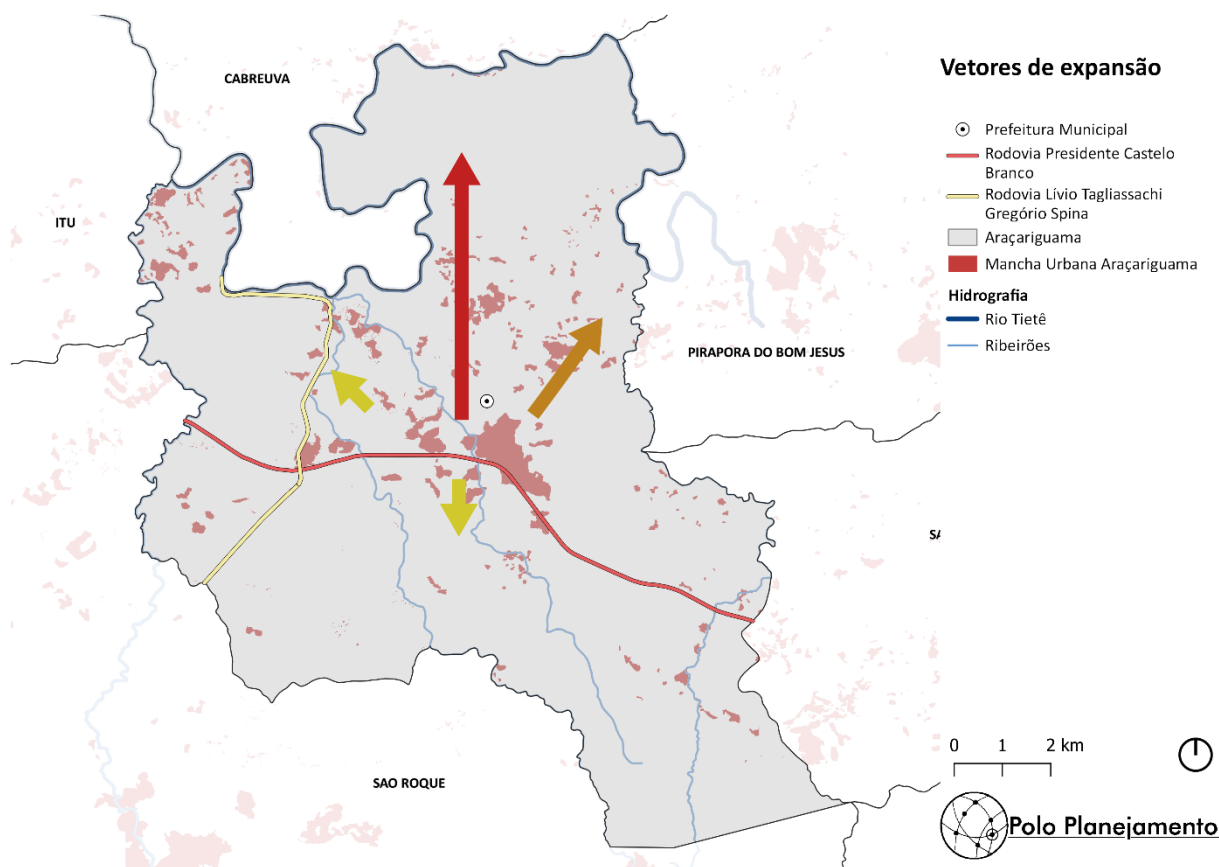 Vetores de expansão
CABREUVA
Prefeitura Municipal
Rodovia Presidente Castelo
Branco
Rodovia Lívio Tagliassachi
Gregório Spina
ITU
Araçariguama
Mancha Urbana Araçariguama
Hidrografia
Rio Tietê
Ribeirões
PIRAPORA DO BOM JESUS
SA
SAO ROQUE
0 1 2 km
Polo Planejamento